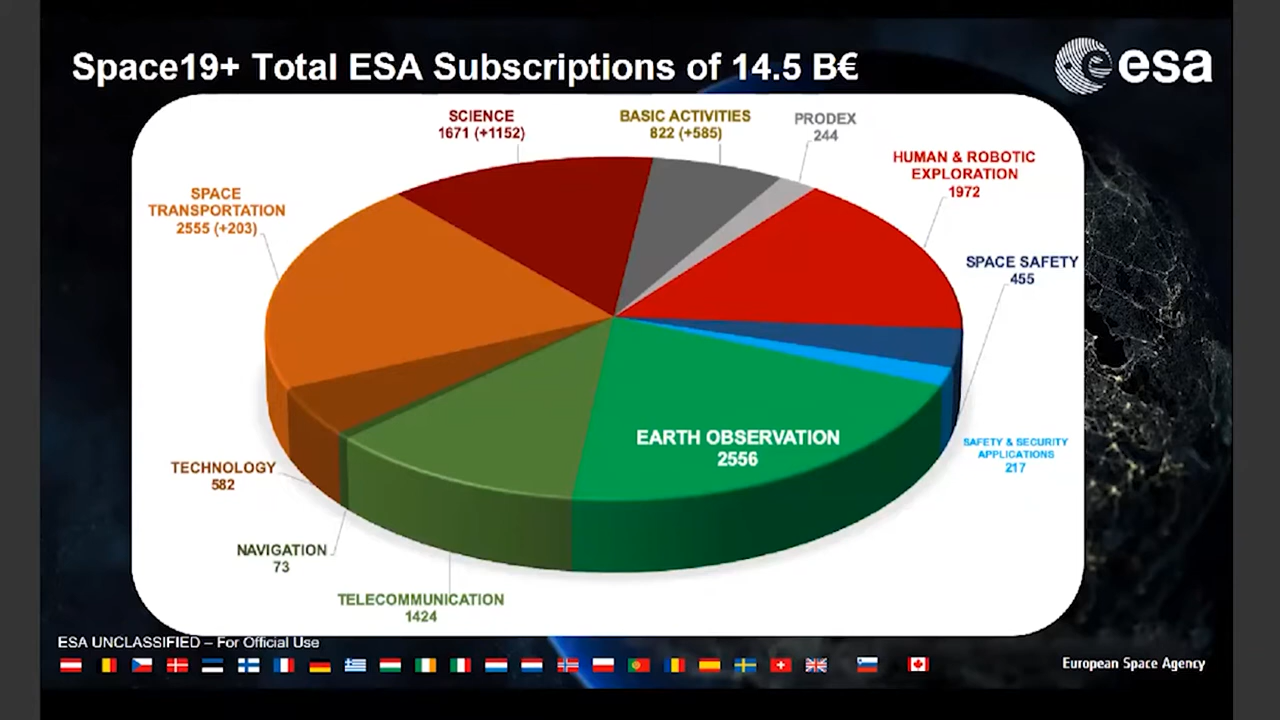 Space19+ Total ESA Subscriptions of 14.5 B€
esa
SCIENCE
1671 (+1152)
BASIC ACTIVITIES
822 (+585)
PRODEX
244
HUMAN & ROBOTIC
EXPLORATION
1972
SPACE
TRANSPORTATION
2555 (+203)
SPACE SAFETY
455
EARTH OBSERVATION
2556
SAFETY & SECURITY
APPLICATIONS
217
TECHNOLOGY
582
NAVIGATION
73
TELECOMMUNICATION
1424
ESA UNCLASSIFIED – For Official Use
European Space Agency